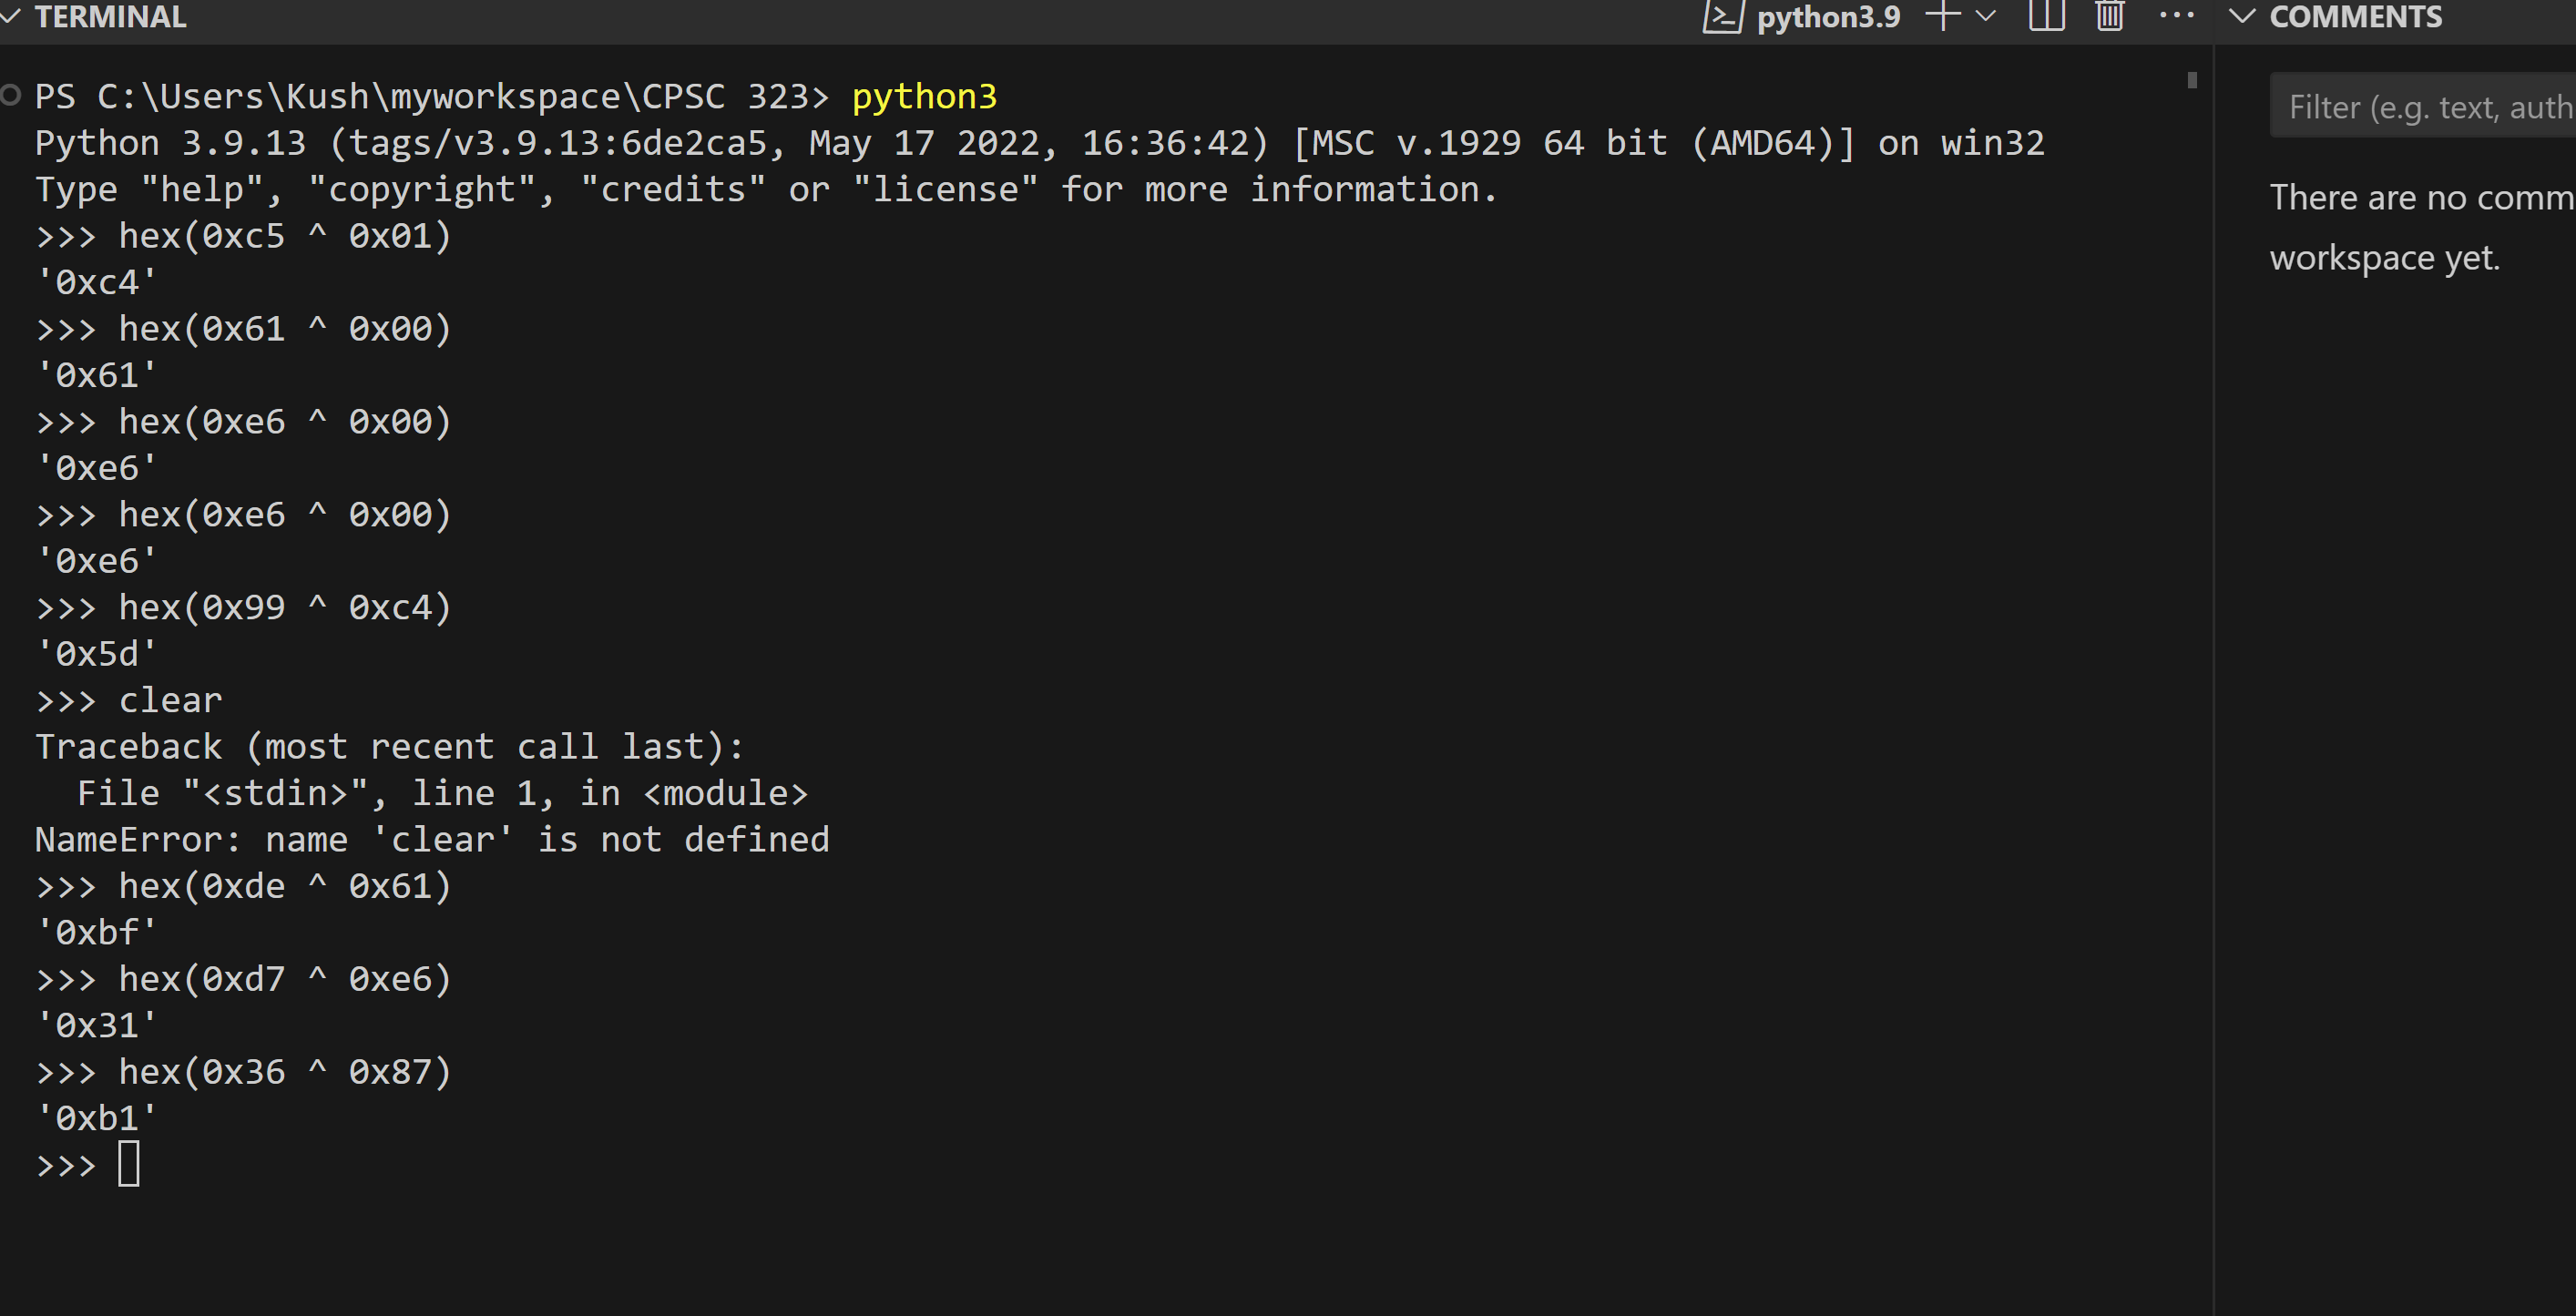 TERMINAL
python3.9
PS C:\Users\Kush\myworkspace\CPSC 323> python3
Python 3.9.13 (tags/v3.9.13:6de2ca5, May 17 2022, 16:36:42) [MSC v.1929 64 bit (AMD64)] on win32
Type "help", "copyright", "credits" or "license" for more information.
>>> hex(0xc5 ^ 0x01)
'0xc4'
>>> hex(0x61 ^ 0x00)
'0x61'
>>> hex(0xe6 ^ 0x00)
'0xe6'
>>> hex(0xe6 ^ 0x00)
'0xe6'
>>> hex(0x99 ^ 0xc4)
'0x5d'
>>> clear
Traceback (most recent call last):
  File "<stdin>", line 1, in <module>
NameError: name 'clear' is not defined
>>> hex(0xde ^ 0x61)
'0xbf'
>>> hex(0xd7 ^ 0xe6)
'0x31'
>>> hex(0x36 ^ 0x87)
'0xb1'
>>>
COMMENTS
Filter (e.g. text, auth
There are no comm
workspace yet.